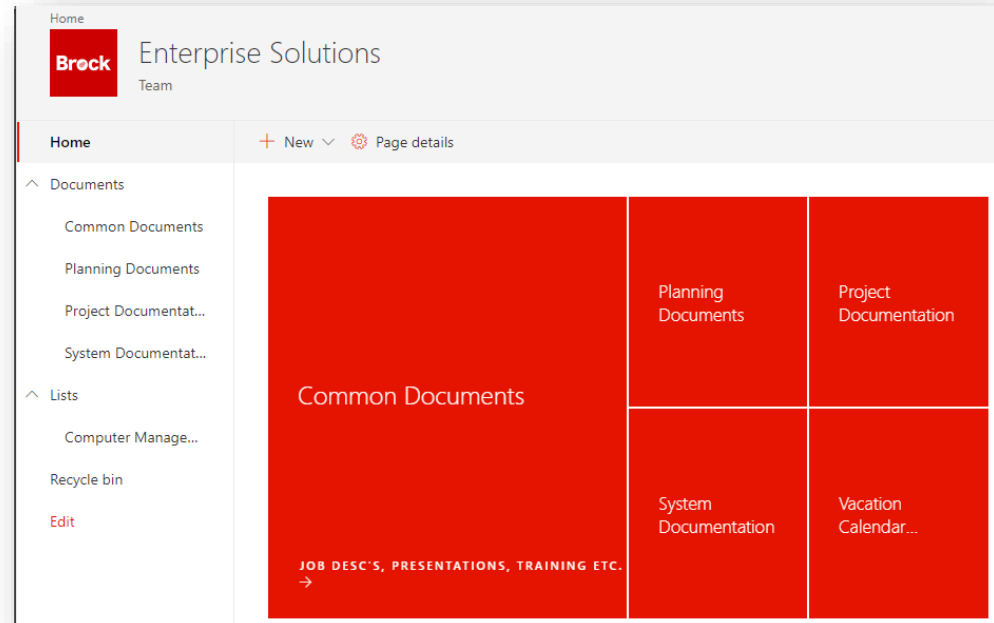 Home
Brock
Enterprise Solutions
Team
Home
New
Page details
Documents
Common Documents
Planning Documents
Project Documentat...
System Documentat...
Lists
Computer Manage...
Recycle bin
Edit
Common Documents
JOB DESC'S, PRESENTATIONS, TRAINING ETC.
Planning
Documents
Project
Documentation
System
Documentation
Vacation
Calendar...